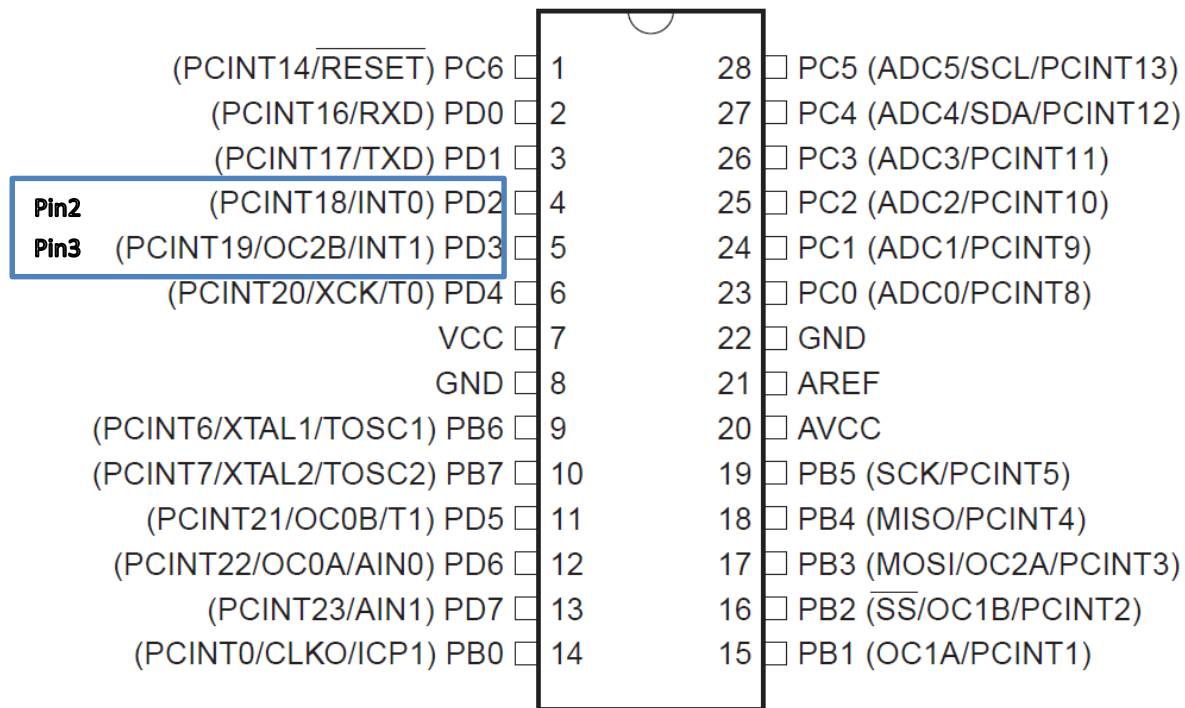 (PCINT14/RESET) PC6 1 28 PC5 (ADC5/SCL/PCINT13)
(PCINT16/RXD) PD0 2 27 PC4 (ADC4/SDA/PCINT12)
(PCINT17/TXD) PD1 3 26 PC3 (ADC3/PCINT11)
Pin2 (PCINT18/INT0) PD2 4 25 PC2 (ADC2/PCINT10)
Pin3 (PCINT19/OC2B/INT1) PD3 5 24 PC1 (ADC1/PCINT9)
(PCINT20/XCK/T0) PD4 6 23 PC0 (ADC0/PCINT8)
VCC 7 22 GND
GND 8 21 AREF
(PCINT6/XTAL1/TOSC1) PB6 9 20 AVCC
(PCINT7/XTAL2/TOSC2) PB7 10 19 PB5 (SCK/PCINT5)
(PCINT21/OC0B/T1) PD5 11 18 PB4 (MISO/PCINT4)
(PCINT22/OC0A/AIN0) PD6 12 17 PB3 (MOSI/OC2A/PCINT3)
(PCINT23/AIN1) PD7 13 16 PB2 (SS/OC1B/PCINT2)
(PCINT0/CLKO/ICP1) PB0 14 15 PB1 (OC1A/PCINT1)